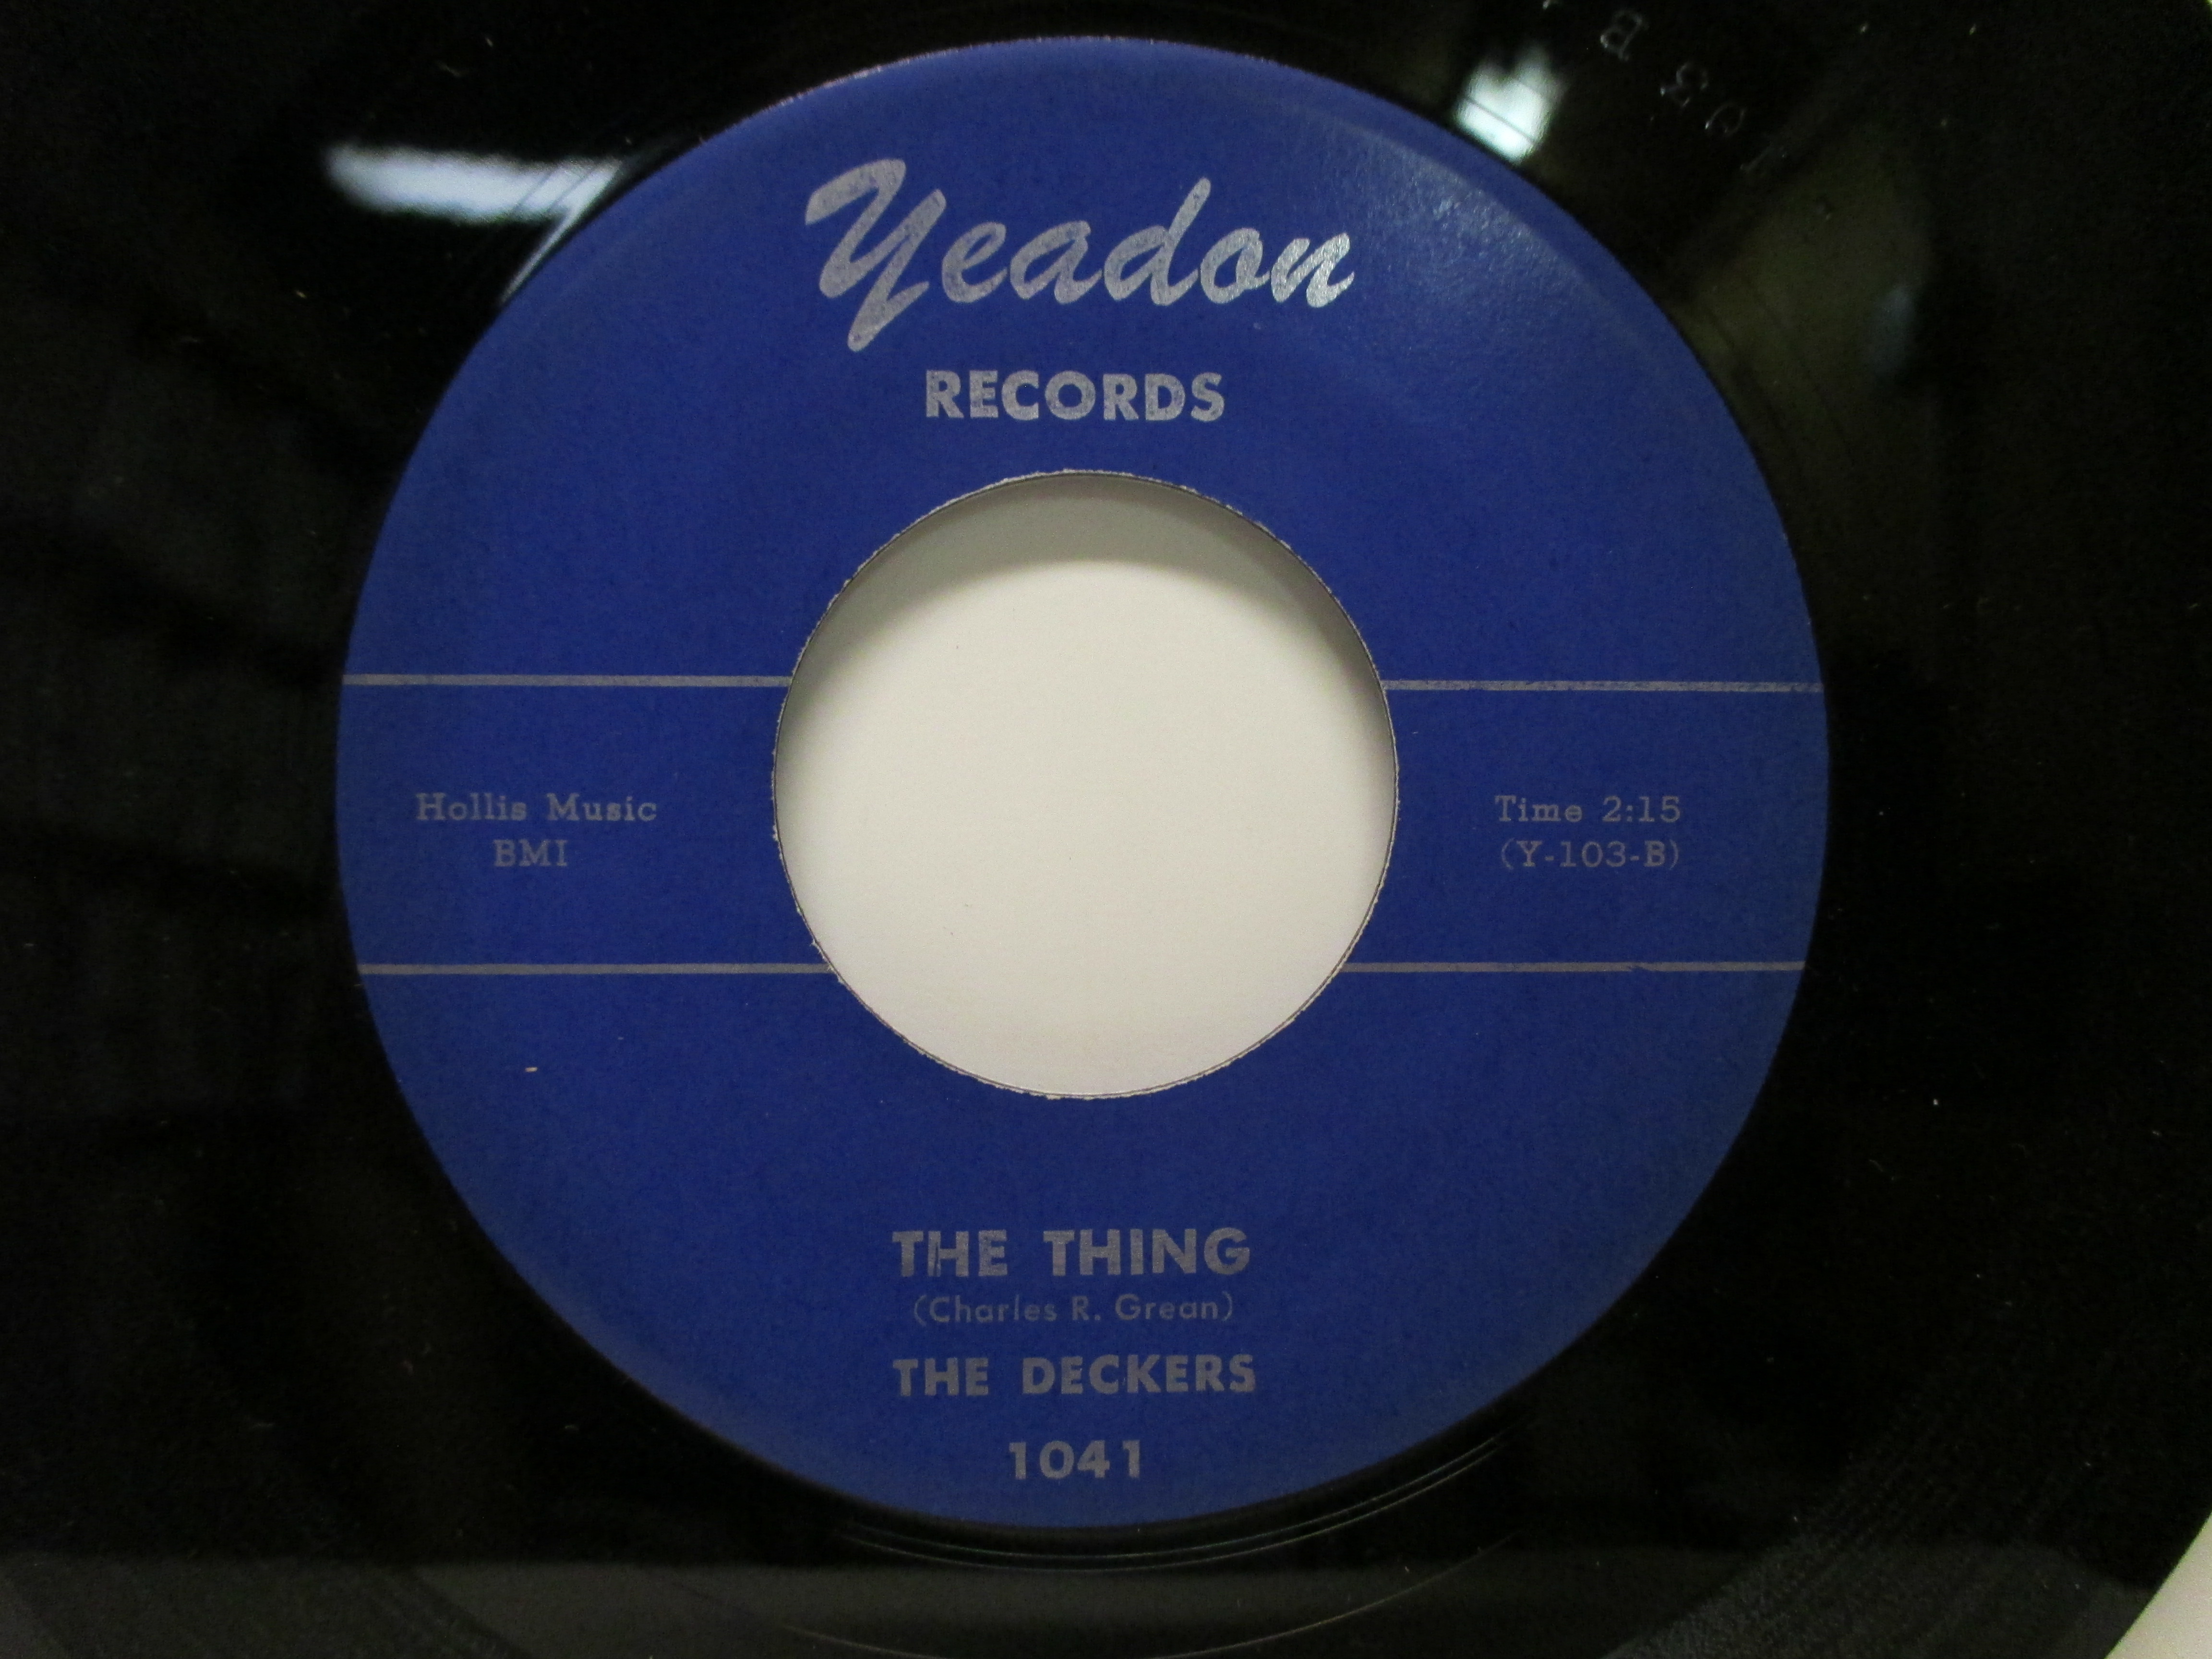 Yeadon
RECORDS
Hollis Music
BMI
Time 2:15
(Y-103-B)
THE THING
(Charles R. Grean)
THE DECKERS
1041